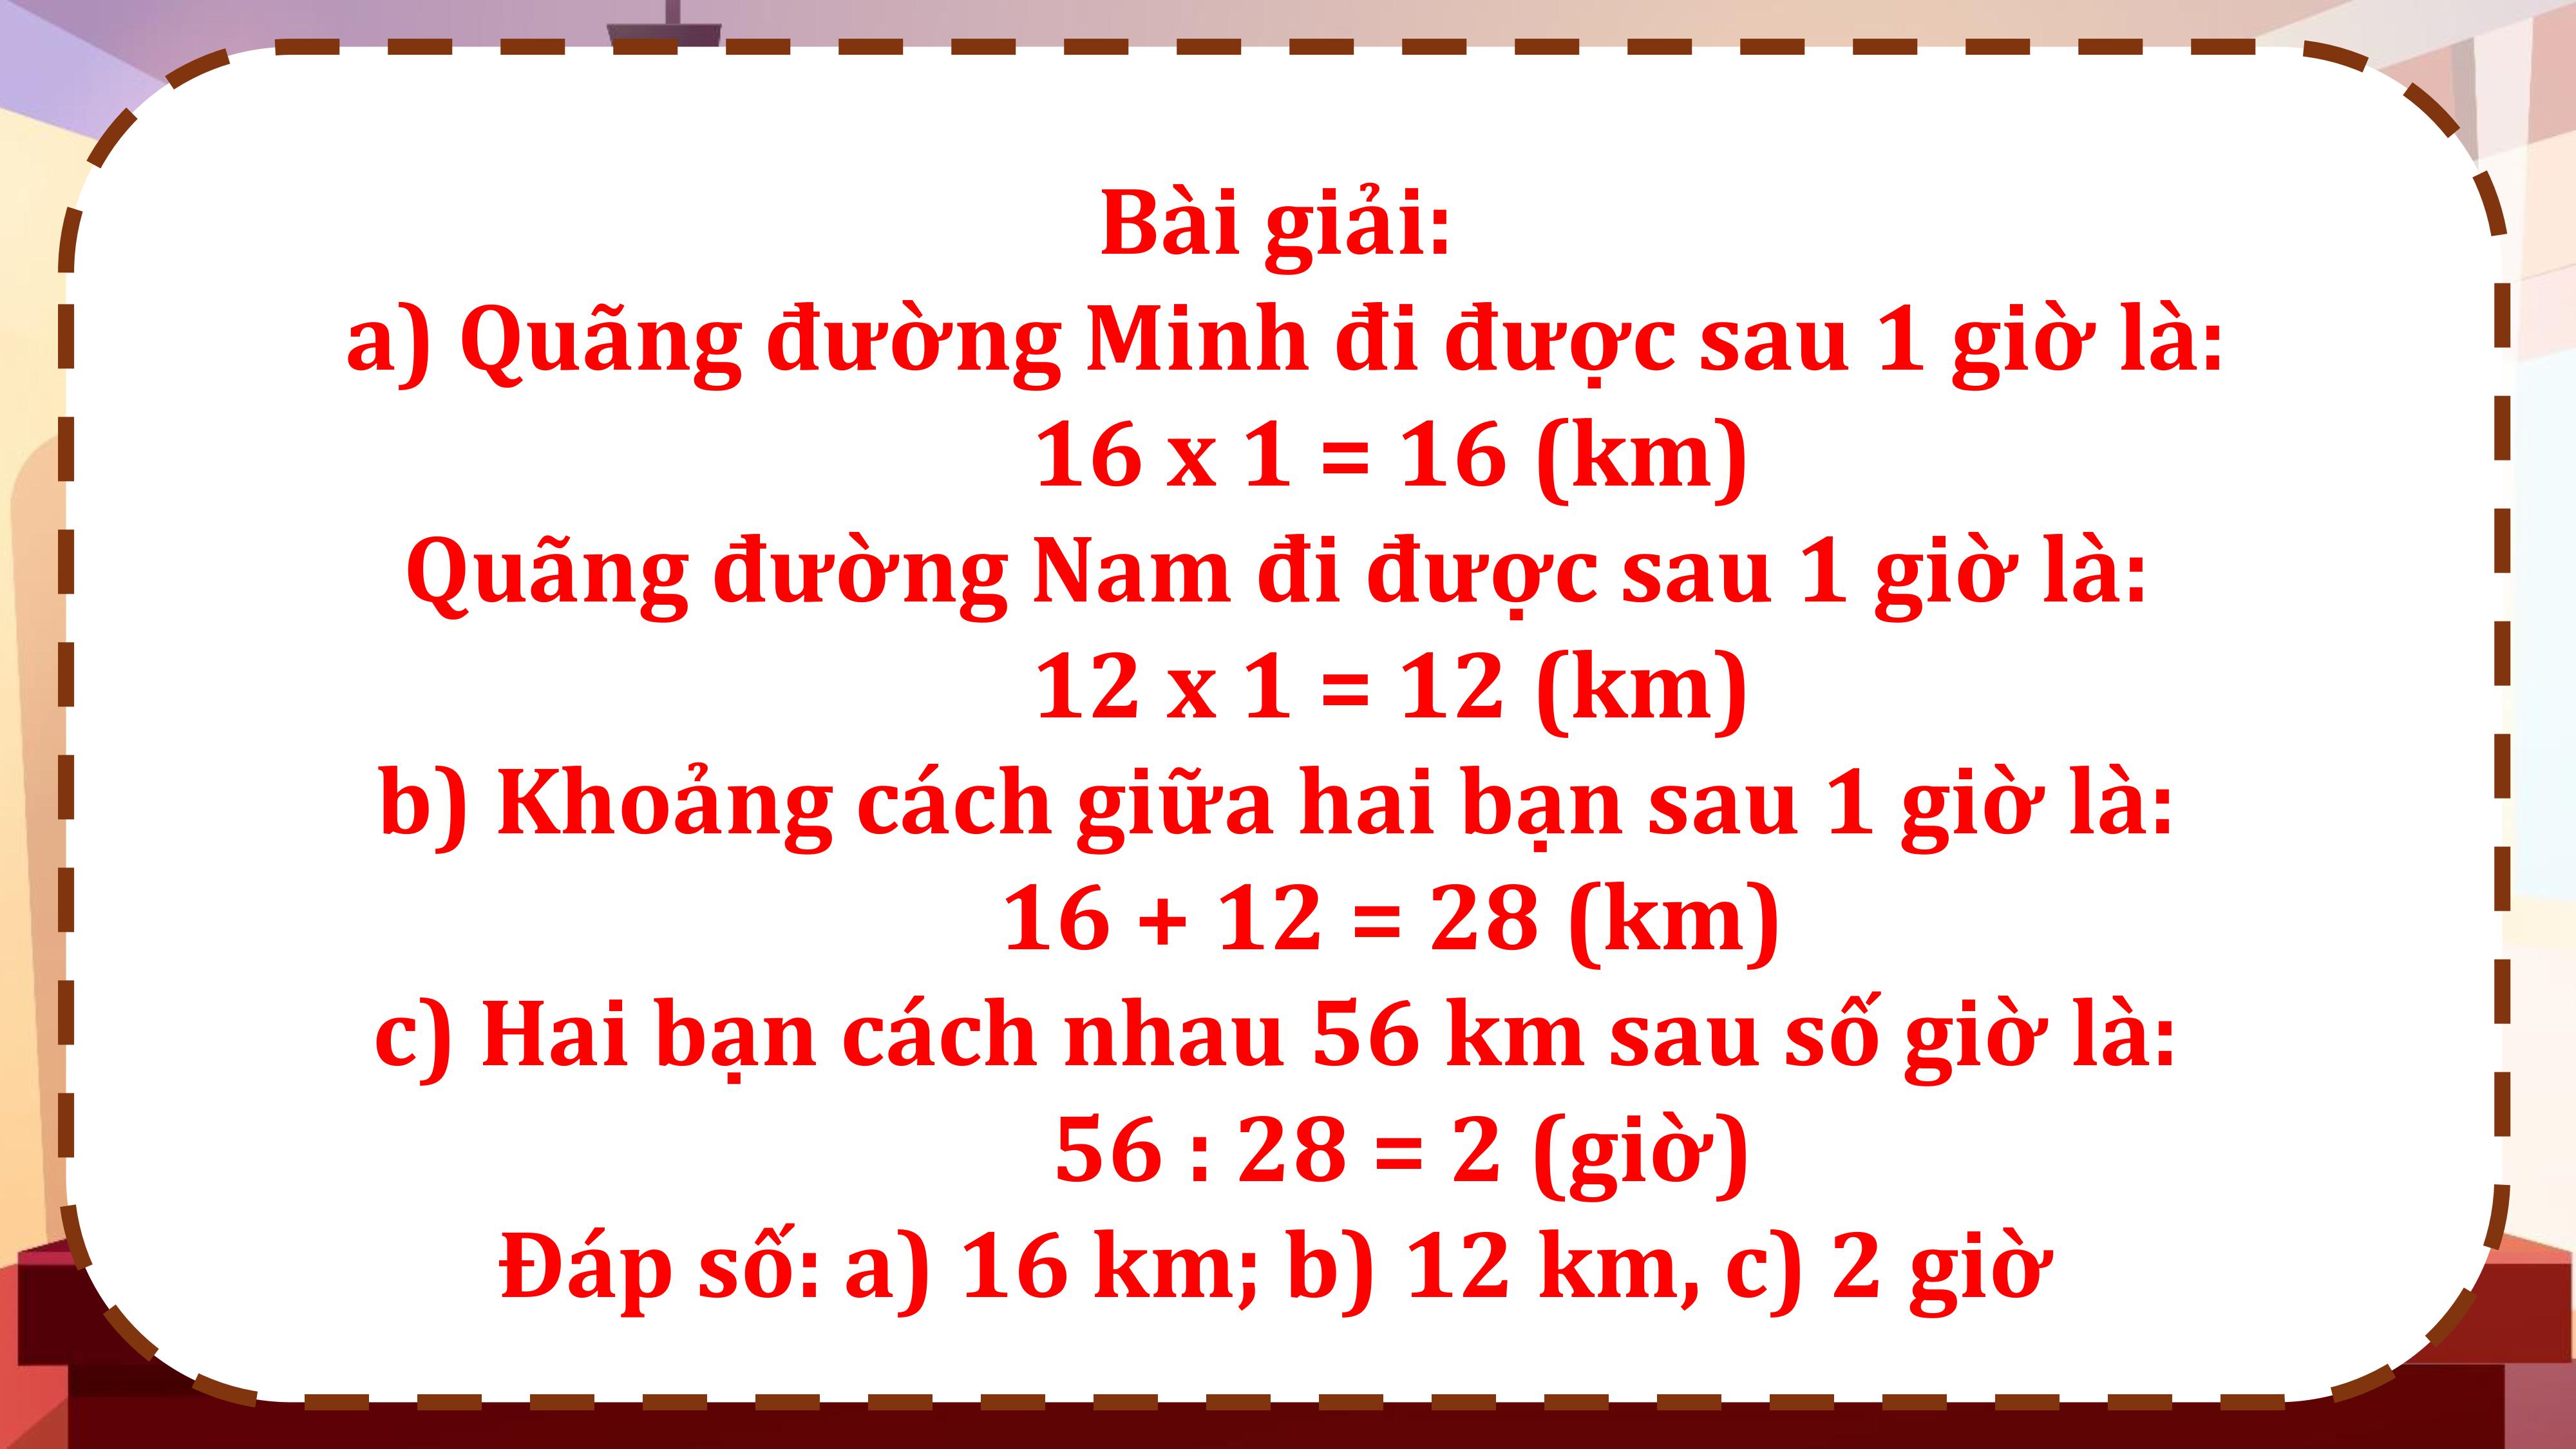 Bài giải:
a) Quãng đường Minh đi được sau 1 giờ là:
16 x 1 = 16 (km)
Quãng đường Nam đi được sau 1 giờ là:
12 x 1 = 12 (km)
b) Khoảng cách giữa hai bạn sau 1 giờ là:
16 + 12 = 28 (km)
c) Hai bạn cách nhau 56 km sau số giờ là:
56 : 28 = 2 (giờ)
Đáp số: a) 16 km; b) 12 km, c) 2 giờ